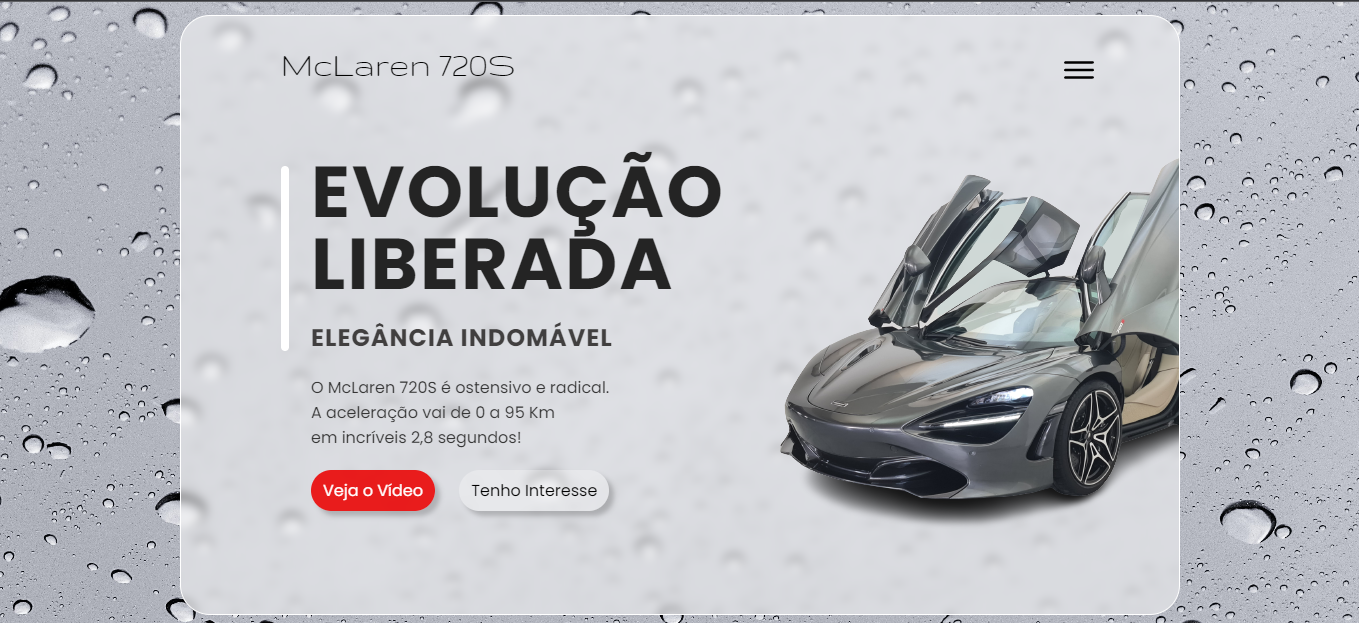 McLaren 720S
EVOLUÇÃO
LIBERADA
ELEGÂNCIA INDOMÁVEL
O McLaren 720S é ostensivo e radical.
A aceleração vai de 0 a 95 Km
em incríveis 2,8 segundos!
Veja o Vídeo
Tenho Interesse